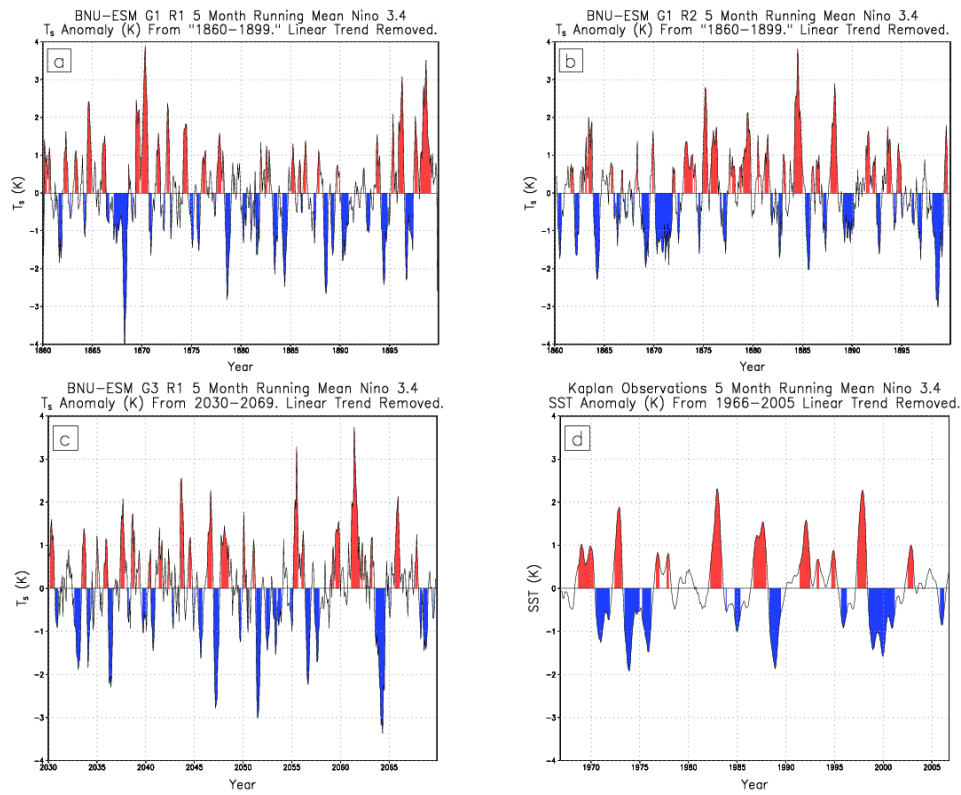 BNU-ESM G1 R1 5 Month Running Mean Nino 3.4
Ts Anomaly (K) From "1860-1899." Linear Trend Removed.
a
4
3
2
1
0
-1
-2
-3
-4
Ts (K)
1860 1865 1870 1875 1880 1885 1890 1895
Year
BNU-ESM G1 R2 5 Month Running Mean Nino 3.4
Ts Anomaly (K) From "1860-1899." Linear Trend Removed.
b
4
3
2
1
0
-1
-2
-3
-4
Ts (K)
1860 1865 1870 1875 1880 1885 1890 1895
Year
BNU-ESM G3 R1 5 Month Running Mean Nino 3.4
Ts Anomaly (K) From 2030-2069. Linear Trend Removed.
c
4
3
2
1
0
-1
-2
-3
-4
Ts (K)
2030 2035 2040 2045 2050 2055 2060 2065
Year
Kaplan Observations 5 Month Running Mean Nino 3.4
SST Anomaly (K) From 1966-2005 Linear Trend Removed.
d
4
3
2
1
0
-1
-2
-3
-4
SST (K)
1970 1975 1980 1985 1990 1995 2000 2005
Year